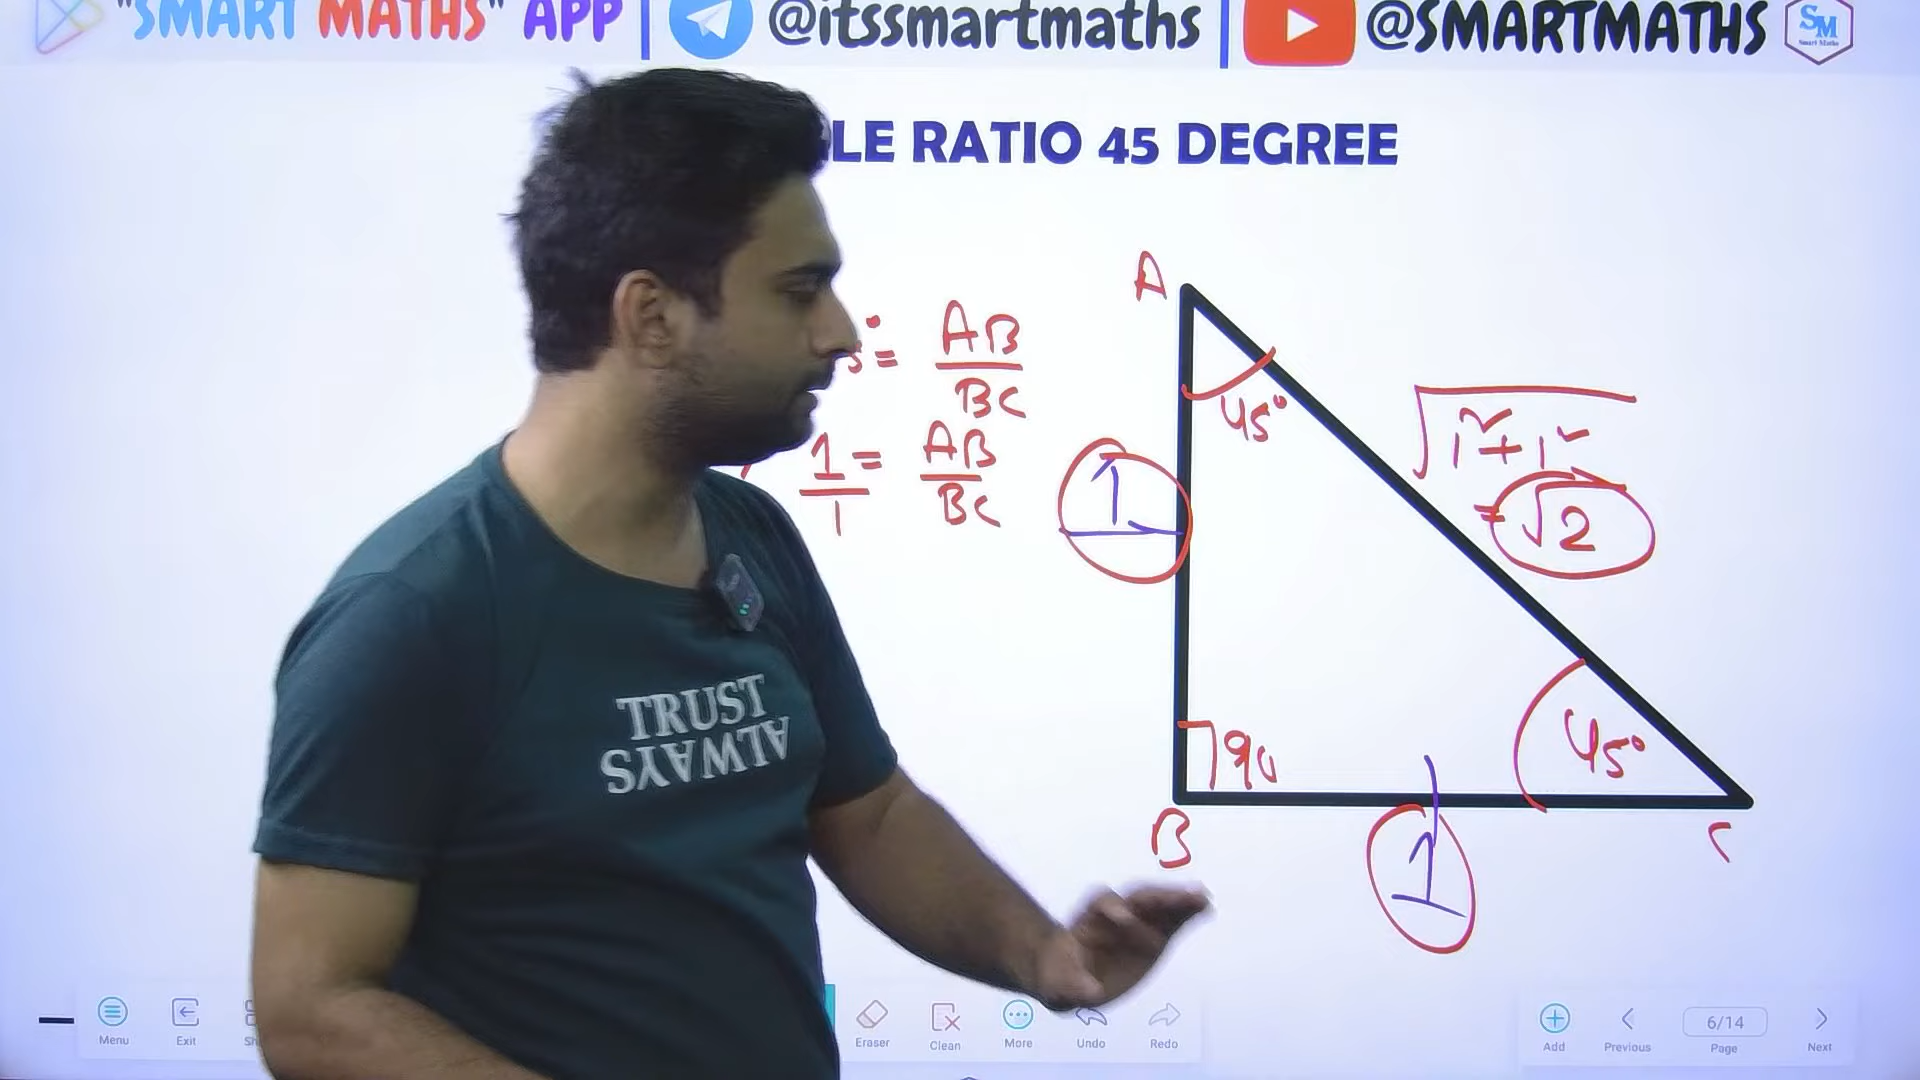 "SMART MATHS" APP
@itssmartmaths
@SMARTMATHS
SM
Smart Maths
LE RATIO 45 DEGREE
A
= AB/BC
45°
√1²+1²
1/1 = AB/BC
1
= √2
TRUST
ALWAYS
90
45°
B
1
C
Menu
Exit
Eraser
Clean
More
Undo
Redo
Add
Previous
6/14
Page
Next